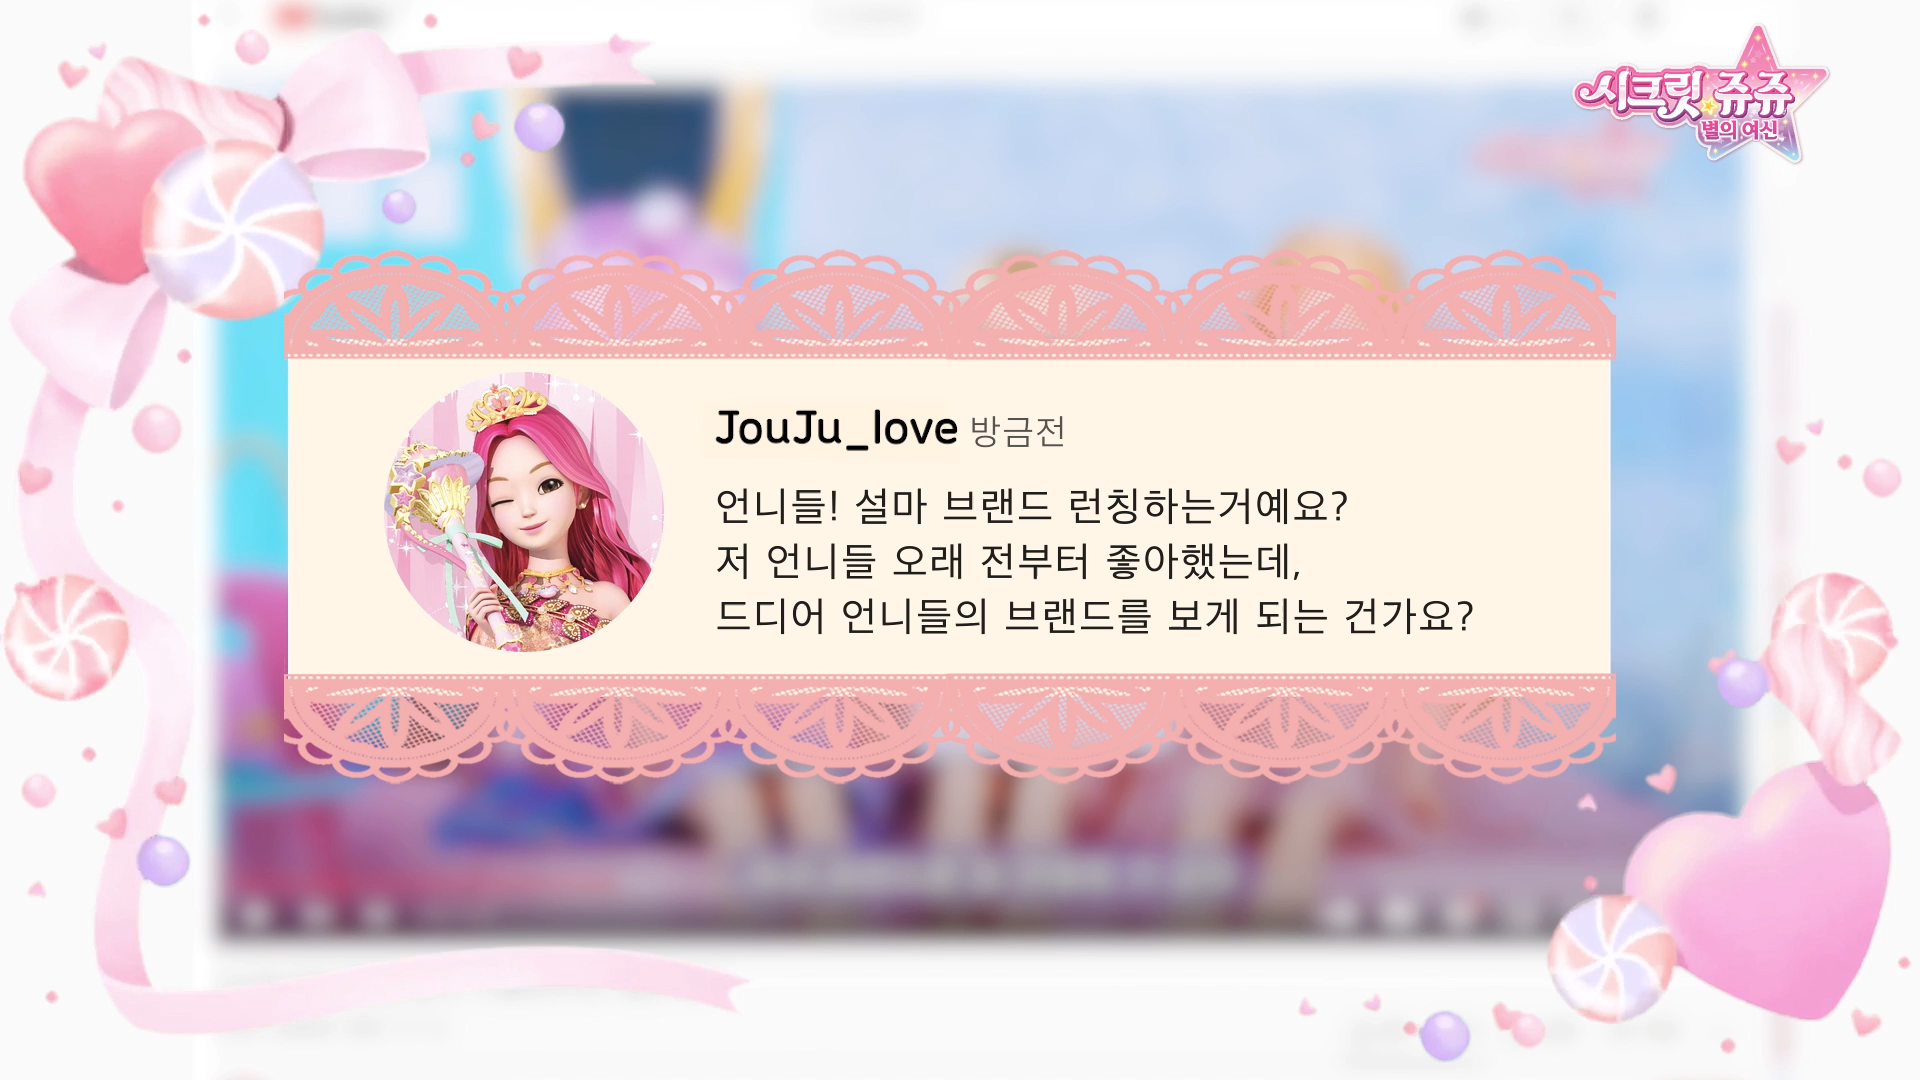 시크릿 쥬쥬
별의 여신
JouJu_love 방금전
언니들! 설마 브랜드 런칭하는거예요?
저 언니들 오래 전부터 좋아했는데,
드디어 언니들의 브랜드를 보게 되는 건가요?